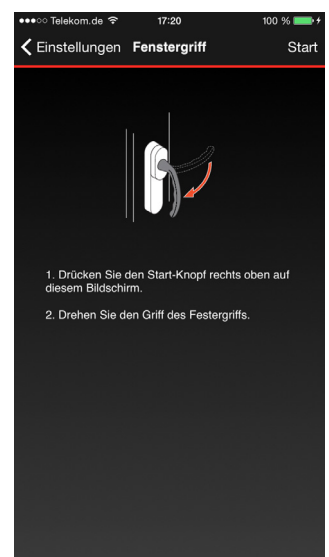 Telekom.de 17:20 100 %
Einstellungen Fenstergriff Start
1. Drücken Sie den Start-Knopf rechts oben auf
diesem Bildschirm.
2. Drehen Sie den Griff des Festergriffs.